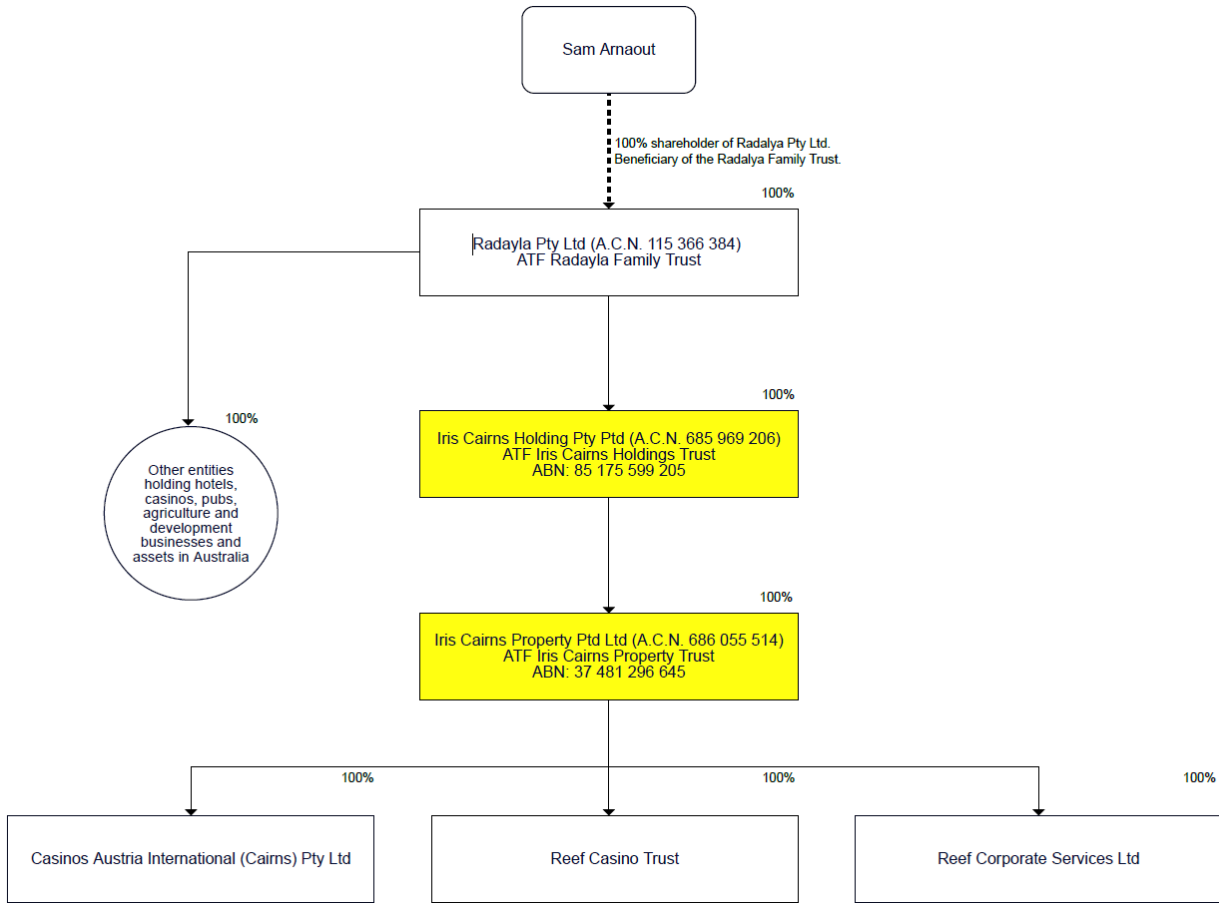 Sam Arnaout
100% shareholder of Radalya Pty Ltd.
Beneficiary of the Radalya Family Trust.
100%
Radayla Pty Ltd (A.C.N. 115 366 384)
ATF Radayla Family Trust
100%
Iris Cairns Holding Pty Ptd (A.C.N. 685 969 206)
ATF Iris Cairns Holdings Trust
ABN: 85 175 599 205
100%
Other entities
holding hotels,
casinos, pubs,
agriculture and
development
businesses and
assets in Australia
100%
Iris Cairns Property Ptd Ltd (A.C.N. 686 055 514)
ATF Iris Cairns Property Trust
ABN: 37 481 296 645
100%
100%
100%
Casinos Austria International (Cairns) Pty Ltd
Reef Casino Trust
Reef Corporate Services Ltd